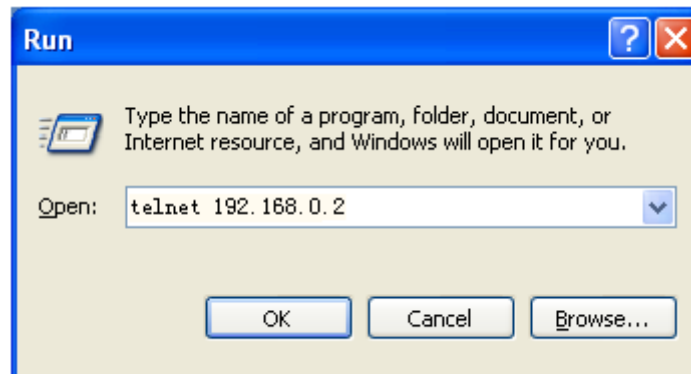 Run
Type the name of a program, folder, document, or
Internet resource, and Windows will open it for you.
Open:
telnet 192.168.0.2
OK
Cancel
Browse...